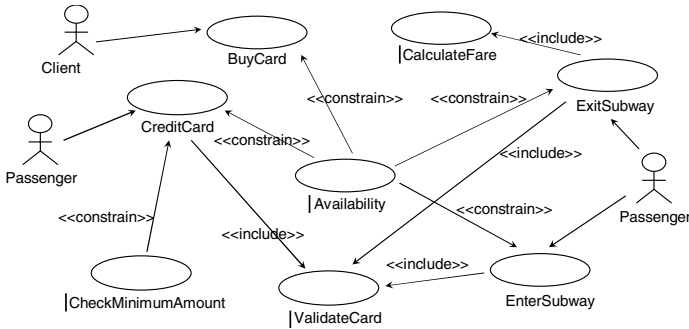 Client
BuyCard
|CalculateFare
<<include>>
ExitSubway
<<constrain>>
<<constrain>>
CreditCard
<<constrain>>
<<include>>
Passenger
|Availability
Passenger
<<constrain>>
<<constrain>>
<<include>>
<<include>>
|CheckMinimumAmount
EnterSubway
|ValidateCard